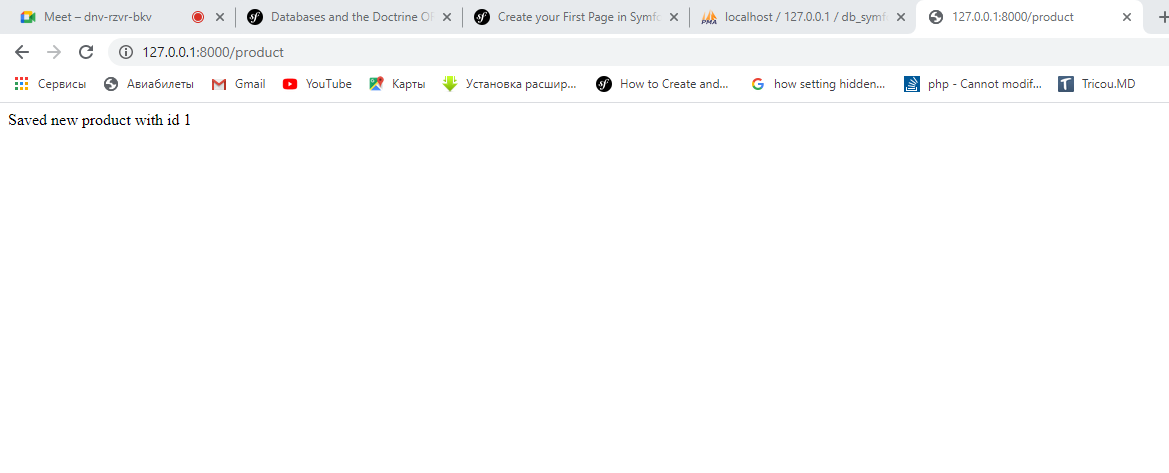 Meet – dnv-rzvr-bkv
Databases and the Doctrine OR
Create your First Page in Symfo
localhost / 127.0.0.1 / db_symf
127.0.0.1:8000/product
127.0.0.1:8000/product
Сервисы Авиабилеты Gmail YouTube Карты Установка расшир... How to Create and... how setting hidden... php - Cannot modif... Tricou.MD
Saved new product with id 1